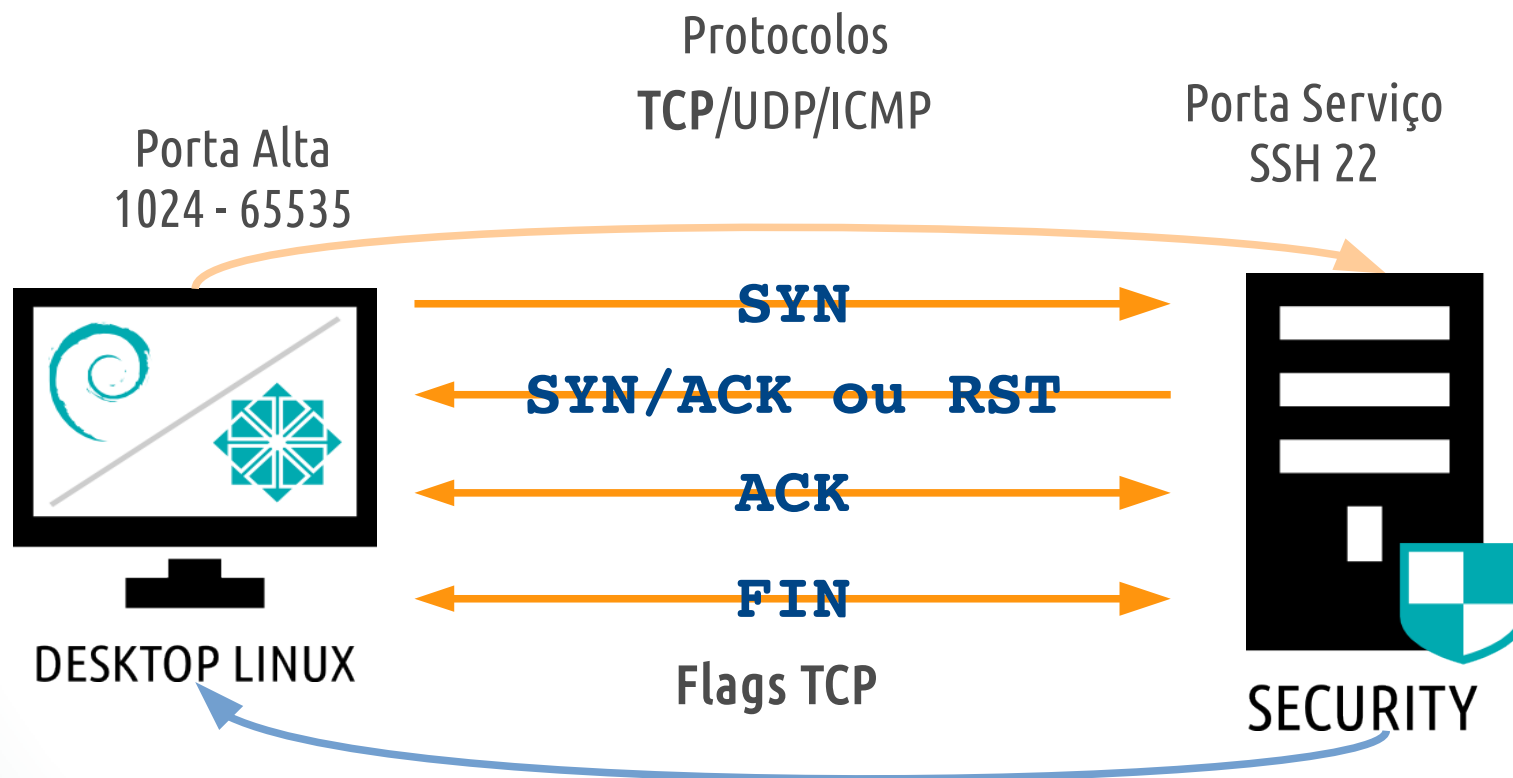 Protocolos
TCP/UDP/ICMP
Porta Alta
1024 - 65535
Porta Serviço
SSH 22
SYN
SYN/ACK ou RST
ACK
FIN
Flags TCP
DESKTOP LINUX
SECURITY